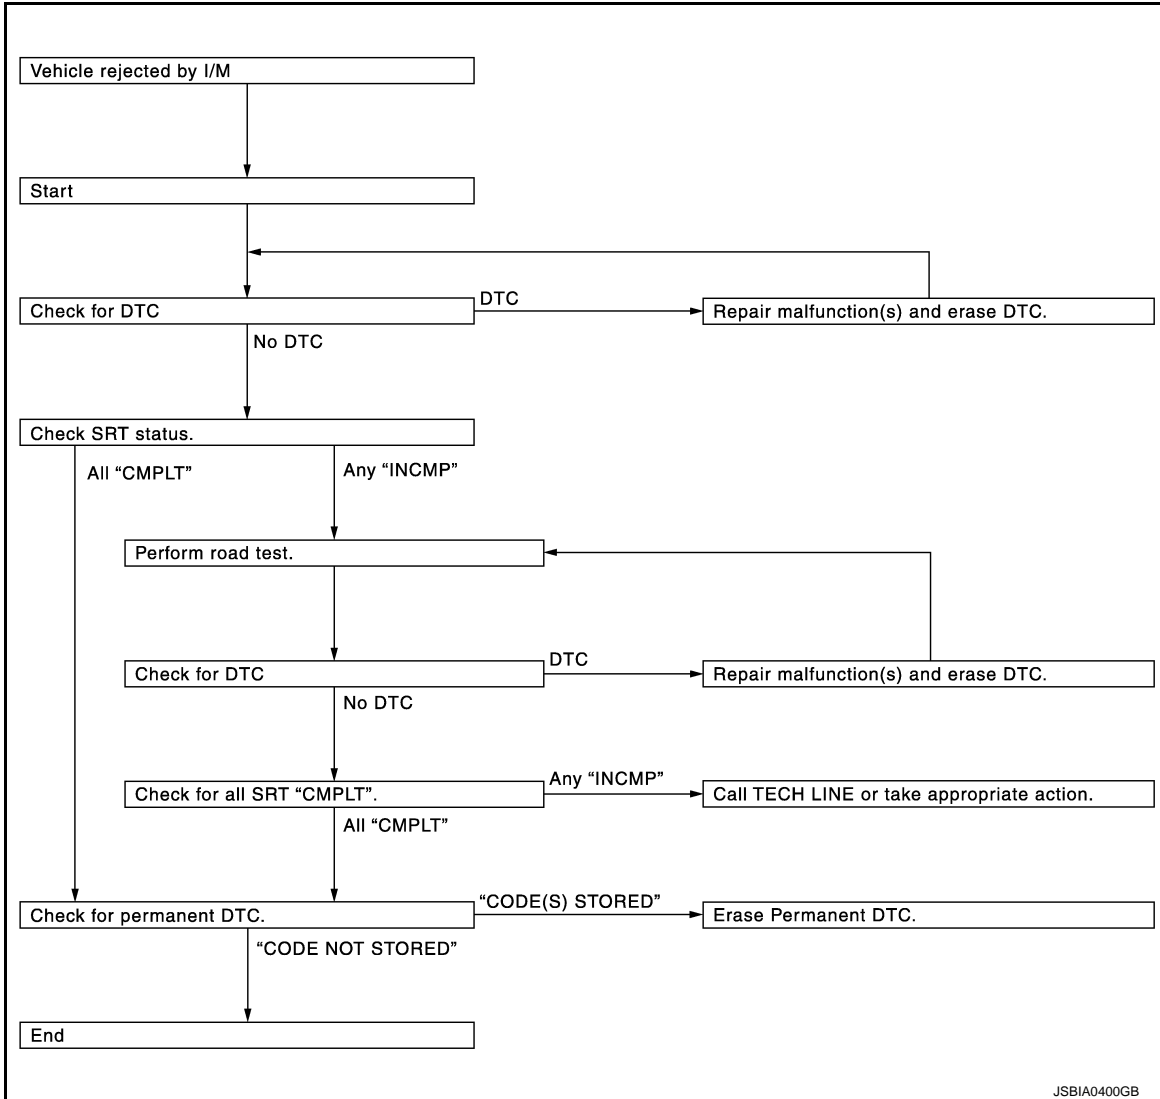 Vehicle rejected by I/M
Start
Check for DTC
DTC
Repair malfunction(s) and erase DTC.
No DTC
Check SRT status.
All “CMPLT”
Any “INCMP”
Perform road test.
Check for DTC
DTC
Repair malfunction(s) and erase DTC.
No DTC
Check for all SRT “CMPLT”.
Any “INCMP”
Call TECH LINE or take appropriate action.
All “CMPLT”
Check for permanent DTC.
“CODE(S) STORED”
Erase Permanent DTC.
“CODE NOT STORED”
End
JSBIA0400GB